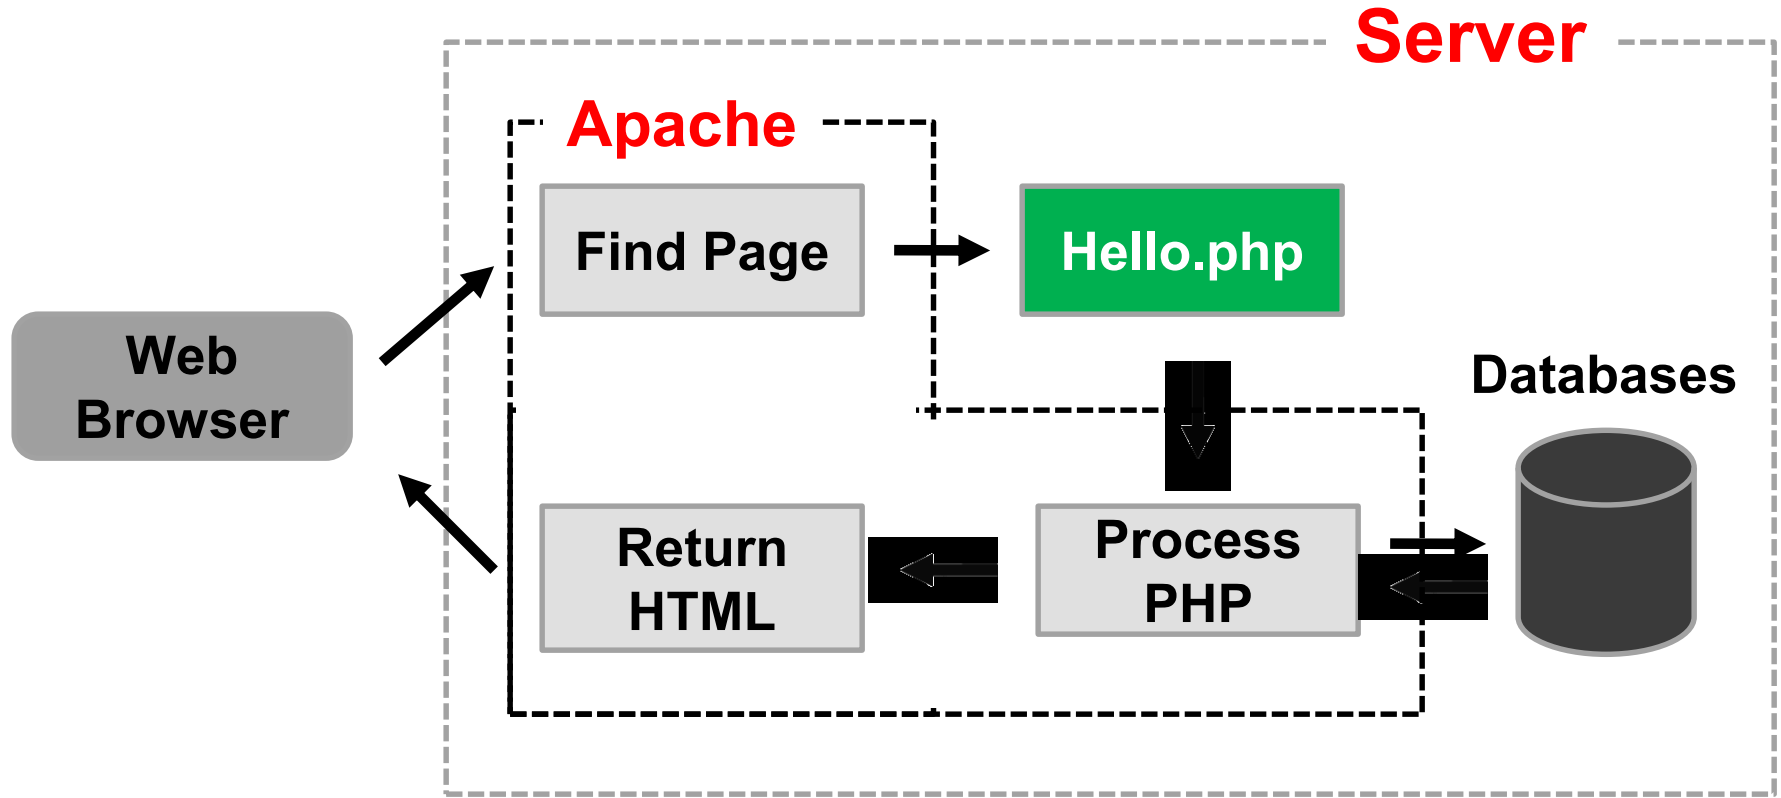 Server
Apache
Find Page
Hello.php
Web
Browser
Databases
Return
HTML
Process
PHP